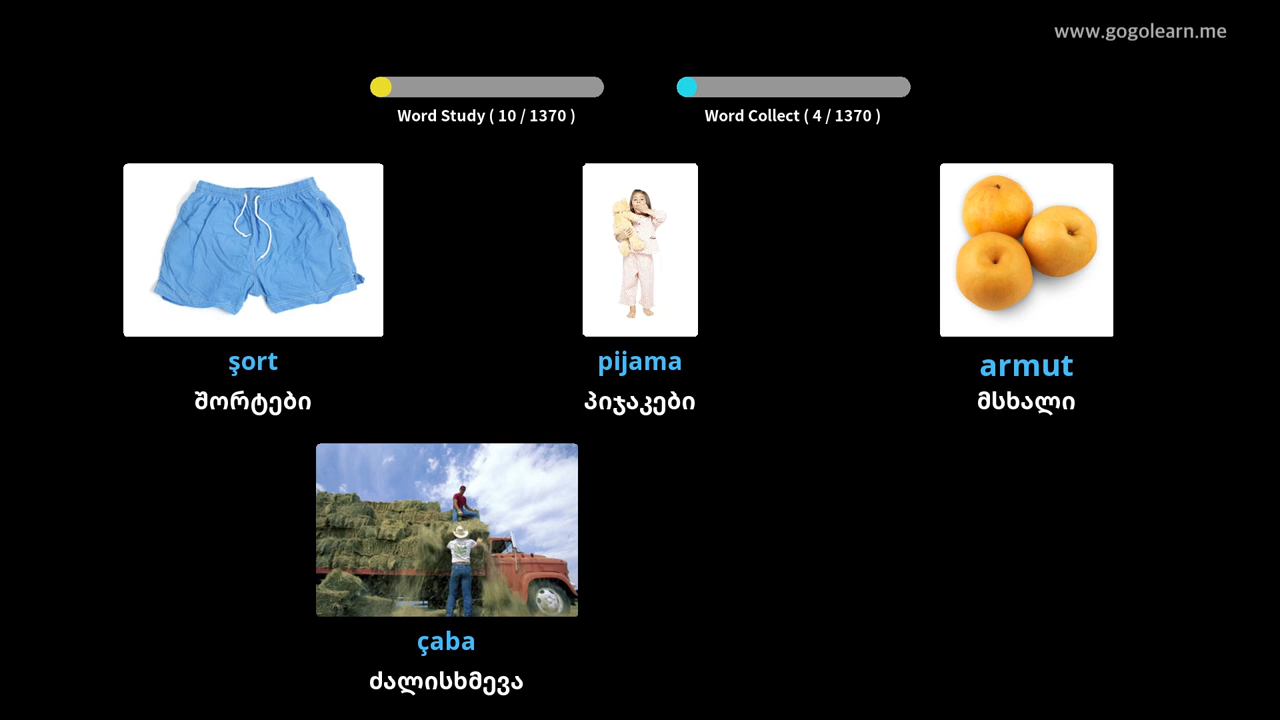 www.gogolearn.me
Word Study ( 10 / 1370 )
Word Collect ( 4 / 1370 )
şort
შორტები
pijama
პიჯაკები
armut
მსხალი
çaba
ძალისხმევა